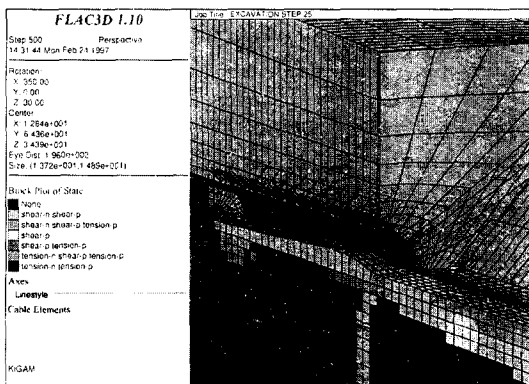 FLAC3D 1.10
Job Title: EXCAVATION STEP 25
Step 500 Perspective
14:31:44 Mon Feb 24 1997
Rotation
X: 350.00
Y: 0.00
Z: 30.00
Center
X: 1.264e+001
Y: 6.436e+001
Z: 3.439e+001
Eye Dist: 1.960e+002
Size: (1.372e+001,1.489e+001)
Block Plot of State
None
shear-n shear-p
shear-n shear-p tension-p
shear-p
shear-p tension-p
tension-n shear-p tension-p
tension-n tension-p
Axes
Linestyle
Cable Elements
KIGAM